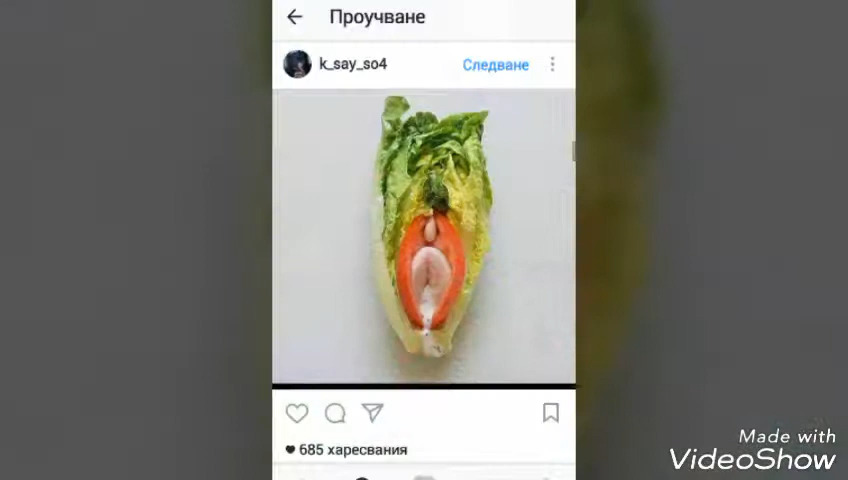 Проучване
k_say_so4
Следване
685 харесвания
Made with
VideoShow